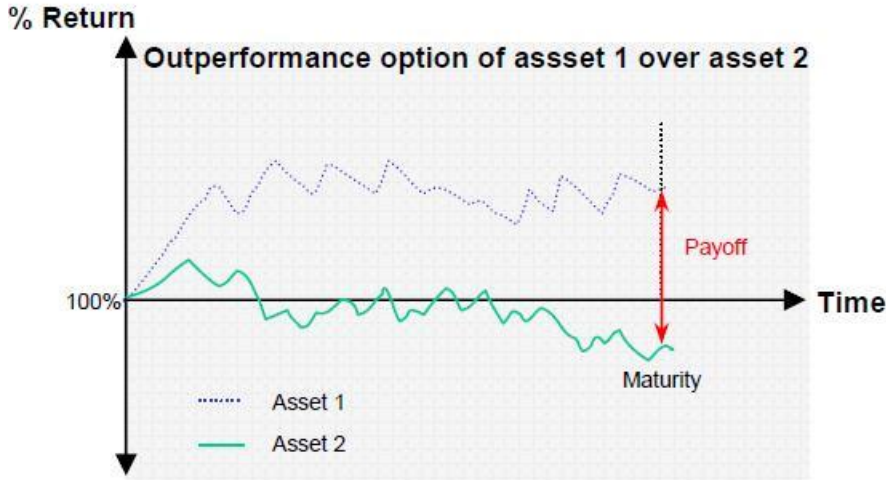 % Return
Outperformance option of assset 1 over asset 2
Payoff
100%
Time
Maturity
Asset 1
Asset 2